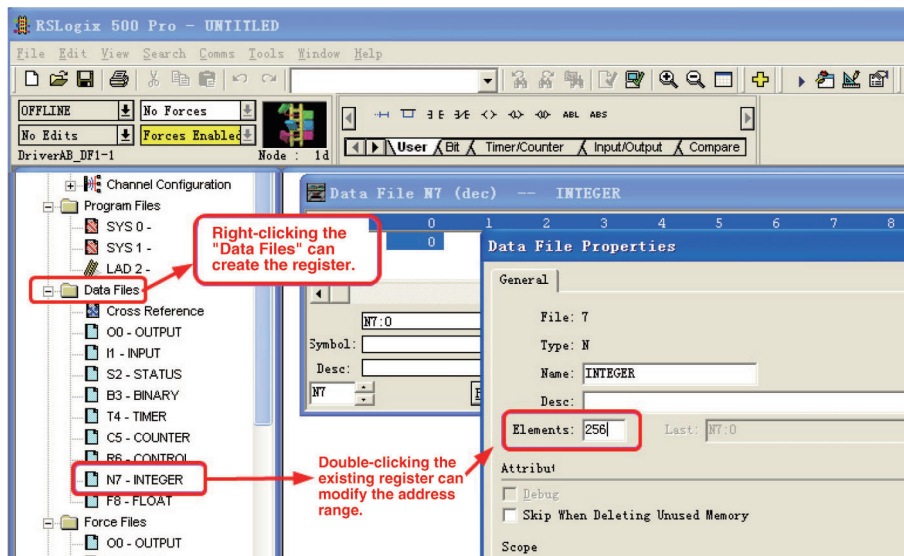 RSLogix 500 Pro - UNTITLED
File Edit View Search Comms Tools Window Help
OFFLINE No Forces
No Edits Forces Enabled
DriverAB_DF1-1 Node : 1d
ABL ABS
User Bit Timer/Counter Input/Output Compare
Channel Configuration
Program Files
SYS 0 -
SYS 1 -
LAD 2 -
Data Files
Cross Reference
O0 - OUTPUT
I1 - INPUT
S2 - STATUS
B3 - BINARY
T4 - TIMER
C5 - COUNTER
R6 - CONTROL
N7 - INTEGER
F8 - FLOAT
Force Files
O0 - OUTPUT
Right-clicking the
"Data Files" can
create the register.
Data File N7 (dec) -- INTEGER
0 1 2 3 4 5 6 7 8
0
N7:0
Symbol:
Desc:
N7
Double-clicking the
existing register can
modify the address
range.
Data File Properties
General
File: 7
Type: N
Name: INTEGER
Desc:
Elements: 256 Last: N7:0
Debug
Skip When Deleting Unused Memory
Scope